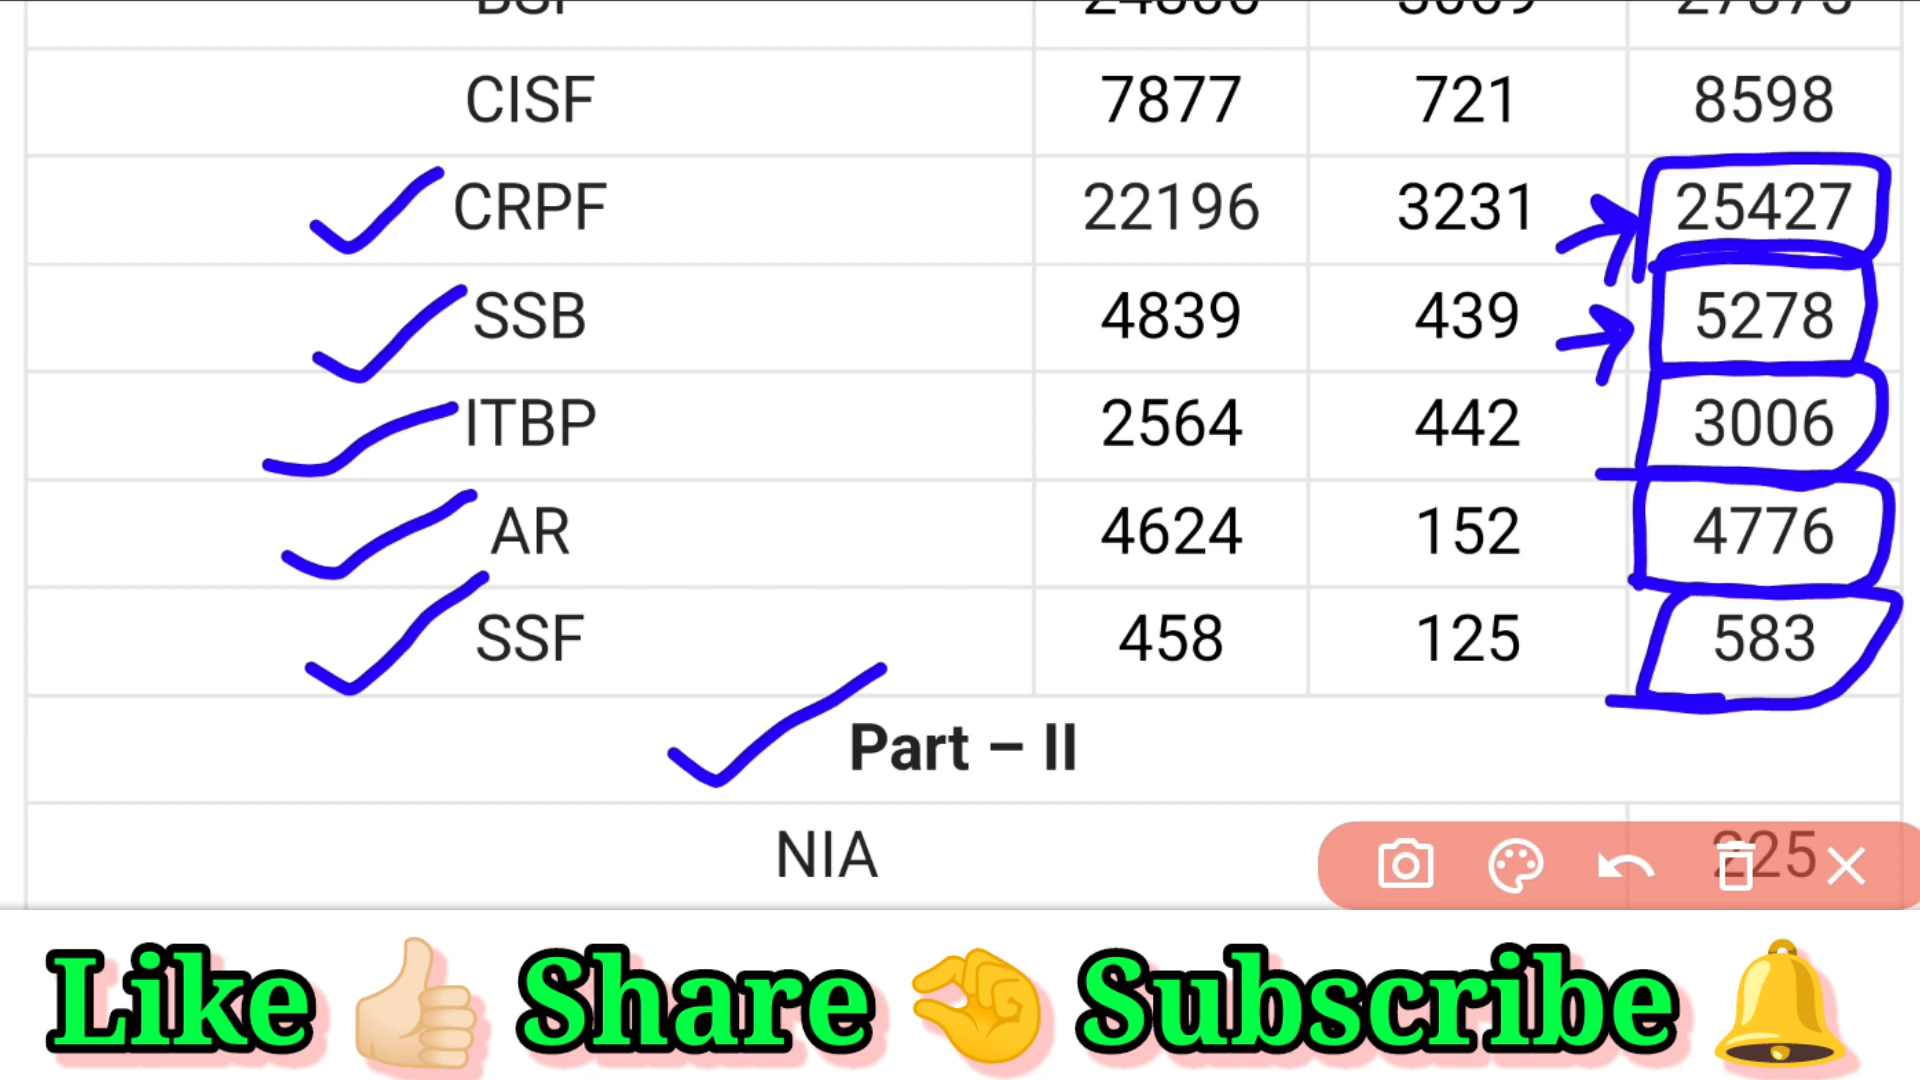 CISF 7877 721 8598
CRPF 22196 3231 25427
SSB 4839 439 5278
ITBP 2564 442 3006
AR 4624 152 4776
SSF 458 125 583
Part – II
NIA 225
Like Share Subscribe